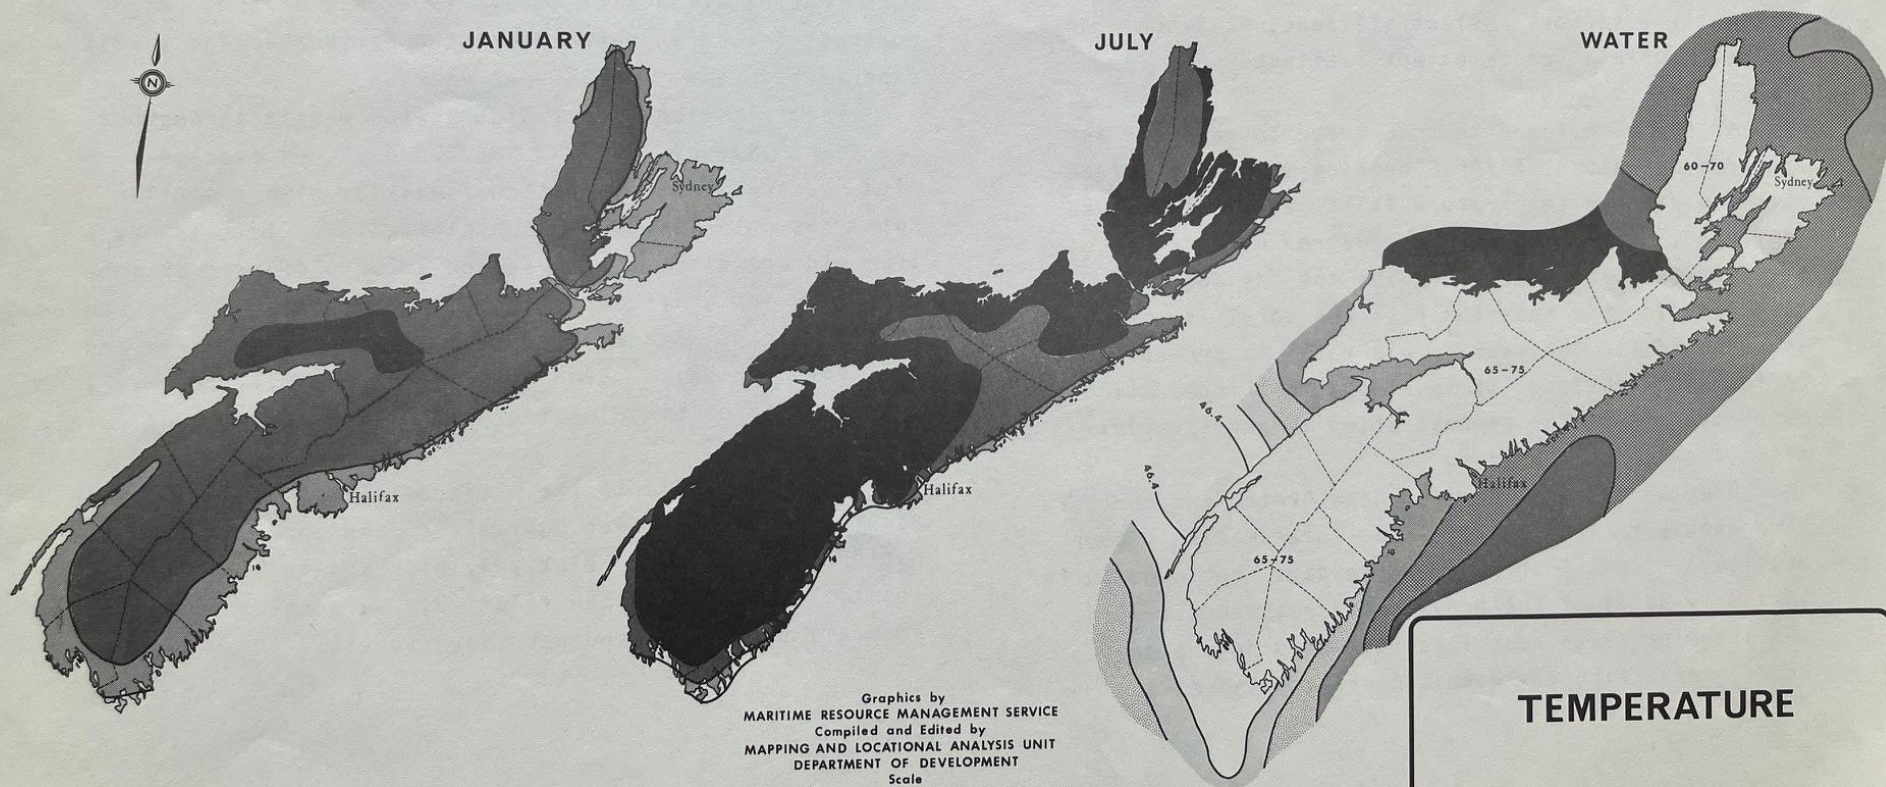 JANUARY
JULY
WATER
N
Sydney
Halifax
Halifax
60–70
Sydney
65–75
46.4
46.4
Halifax
65–75
Graphics by
MARITIME RESOURCE MANAGEMENT SERVICE
Compiled and Edited by
MAPPING AND LOCATIONAL ANALYSIS UNIT
DEPARTMENT OF DEVELOPMENT
Scale
TEMPERATURE